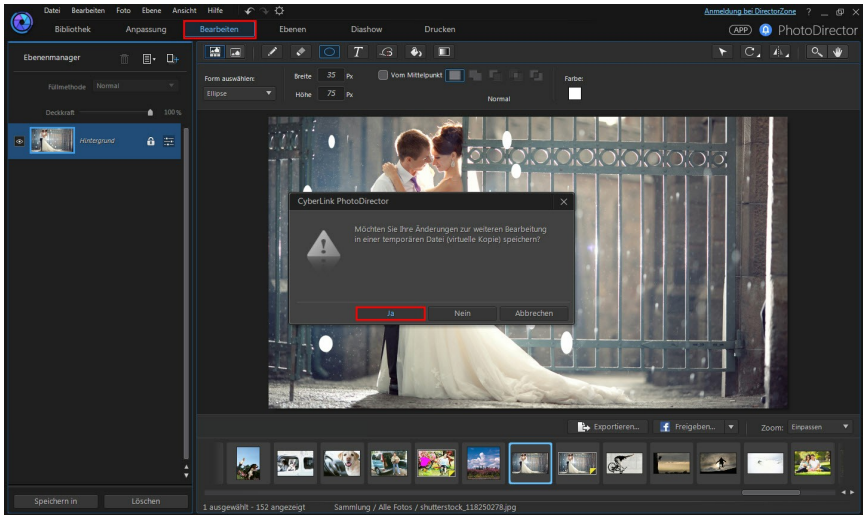 Datei Bearbeiten Foto Ebene Ansicht Hilfe
Anmeldung bei DirectorZone ? _ X
Bibliothek Anpassung Bearbeiten Ebenen Diashow Drucken
APP PhotoDirector
Ebenenmanager
T
Füllmethode Normal
Deckkraft 100 %
Hintergrund
Form auswählen:
Ellipse
Breite 35 Px
Höhe 75 Px
Vom Mittelpunkt
Normal
Farbe:
CyberLink PhotoDirector
Möchten Sie Ihre Änderungen zur weiteren Bearbeitung
in einer temporären Datei (virtuelle Kopie) speichern?
Ja Nein Abbrechen
Exportieren... Freigeben... Zoom: Einpassen
Speichern in Löschen
1 ausgewählt - 152 angezeigt Sammlung / Alle Fotos / shutterstock_118250278.jpg